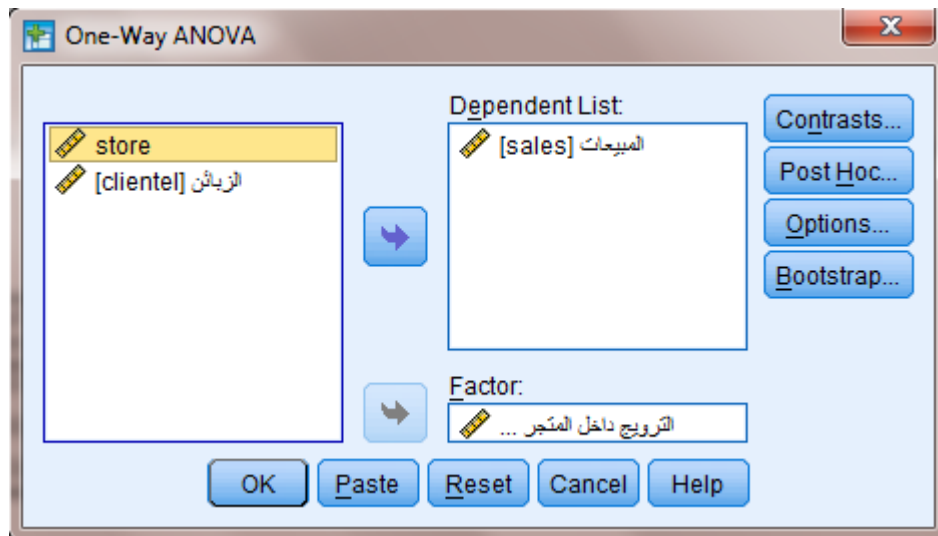 One-Way ANOVA
store
الزبائن [clientel]
Dependent List:
المبيعات [sales]
Contrasts...
Post Hoc...
Options...
Bootstrap...
Factor:
الترويج داخل المتجر ...
OK
Paste
Reset
Cancel
Help